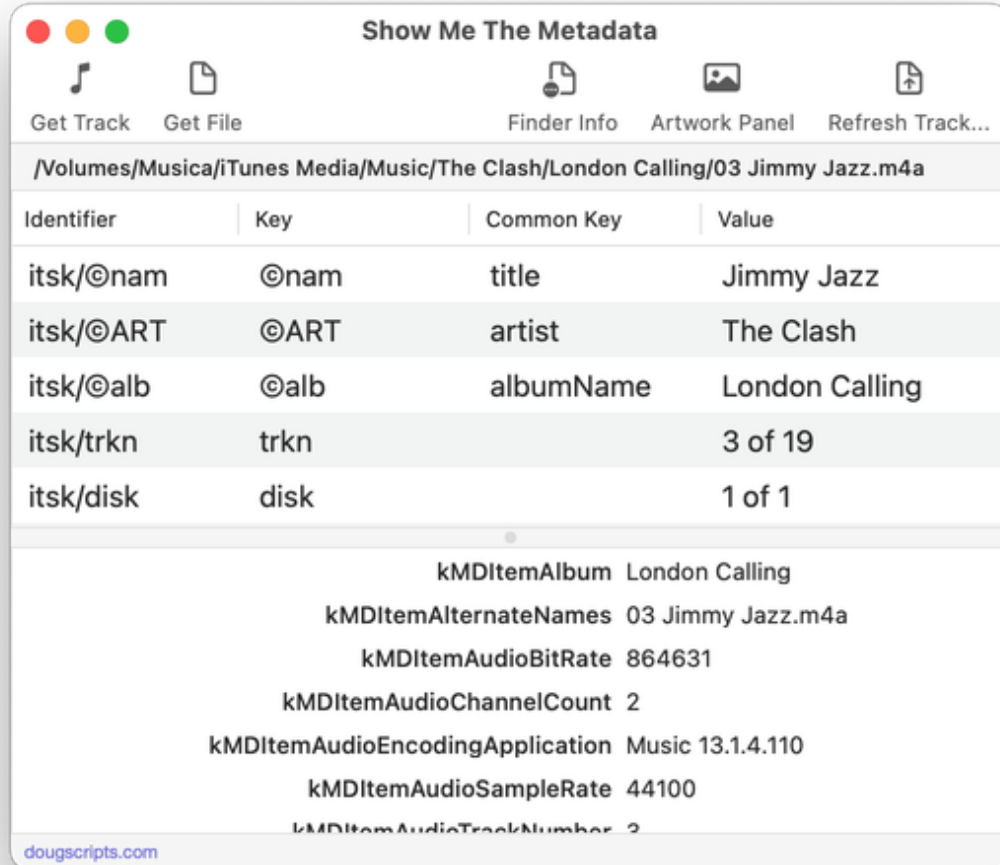 Show Me The Metadata
Get Track Get File Finder Info Artwork Panel Refresh Track...
/Volumes/Musica/iTunes Media/Music/The Clash/London Calling/03 Jimmy Jazz.m4a
Identifier Key Common Key Value
itsk/©nam ©nam title Jimmy Jazz
itsk/©ART ©ART artist The Clash
itsk/©alb ©alb albumName London Calling
itsk/trkn trkn 3 of 19
itsk/disk disk 1 of 1
kMDItemAlbum London Calling
kMDItemAlternateNames 03 Jimmy Jazz.m4a
kMDItemAudioBitRate 864631
kMDItemAudioChannelCount 2
kMDItemAudioEncodingApplication Music 13.1.4.110
kMDItemAudioSampleRate 44100
kMDItemAudioTrackNumber 3
dougscripts.com